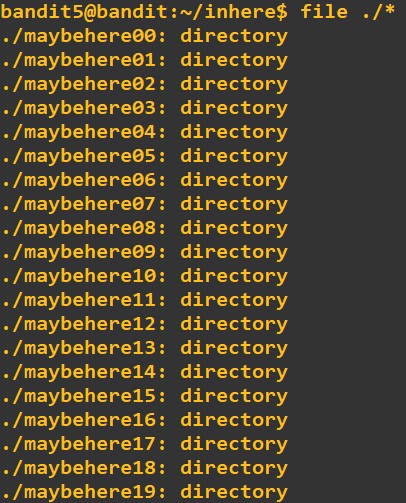 bandit5@bandit:~/inhere$ file ./*
./maybehere00: directory
./maybehere01: directory
./maybehere02: directory
./maybehere03: directory
./maybehere04: directory
./maybehere05: directory
./maybehere06: directory
./maybehere07: directory
./maybehere08: directory
./maybehere09: directory
./maybehere10: directory
./maybehere11: directory
./maybehere12: directory
./maybehere13: directory
./maybehere14: directory
./maybehere15: directory
./maybehere16: directory
./maybehere17: directory
./maybehere18: directory
./maybehere19: directory